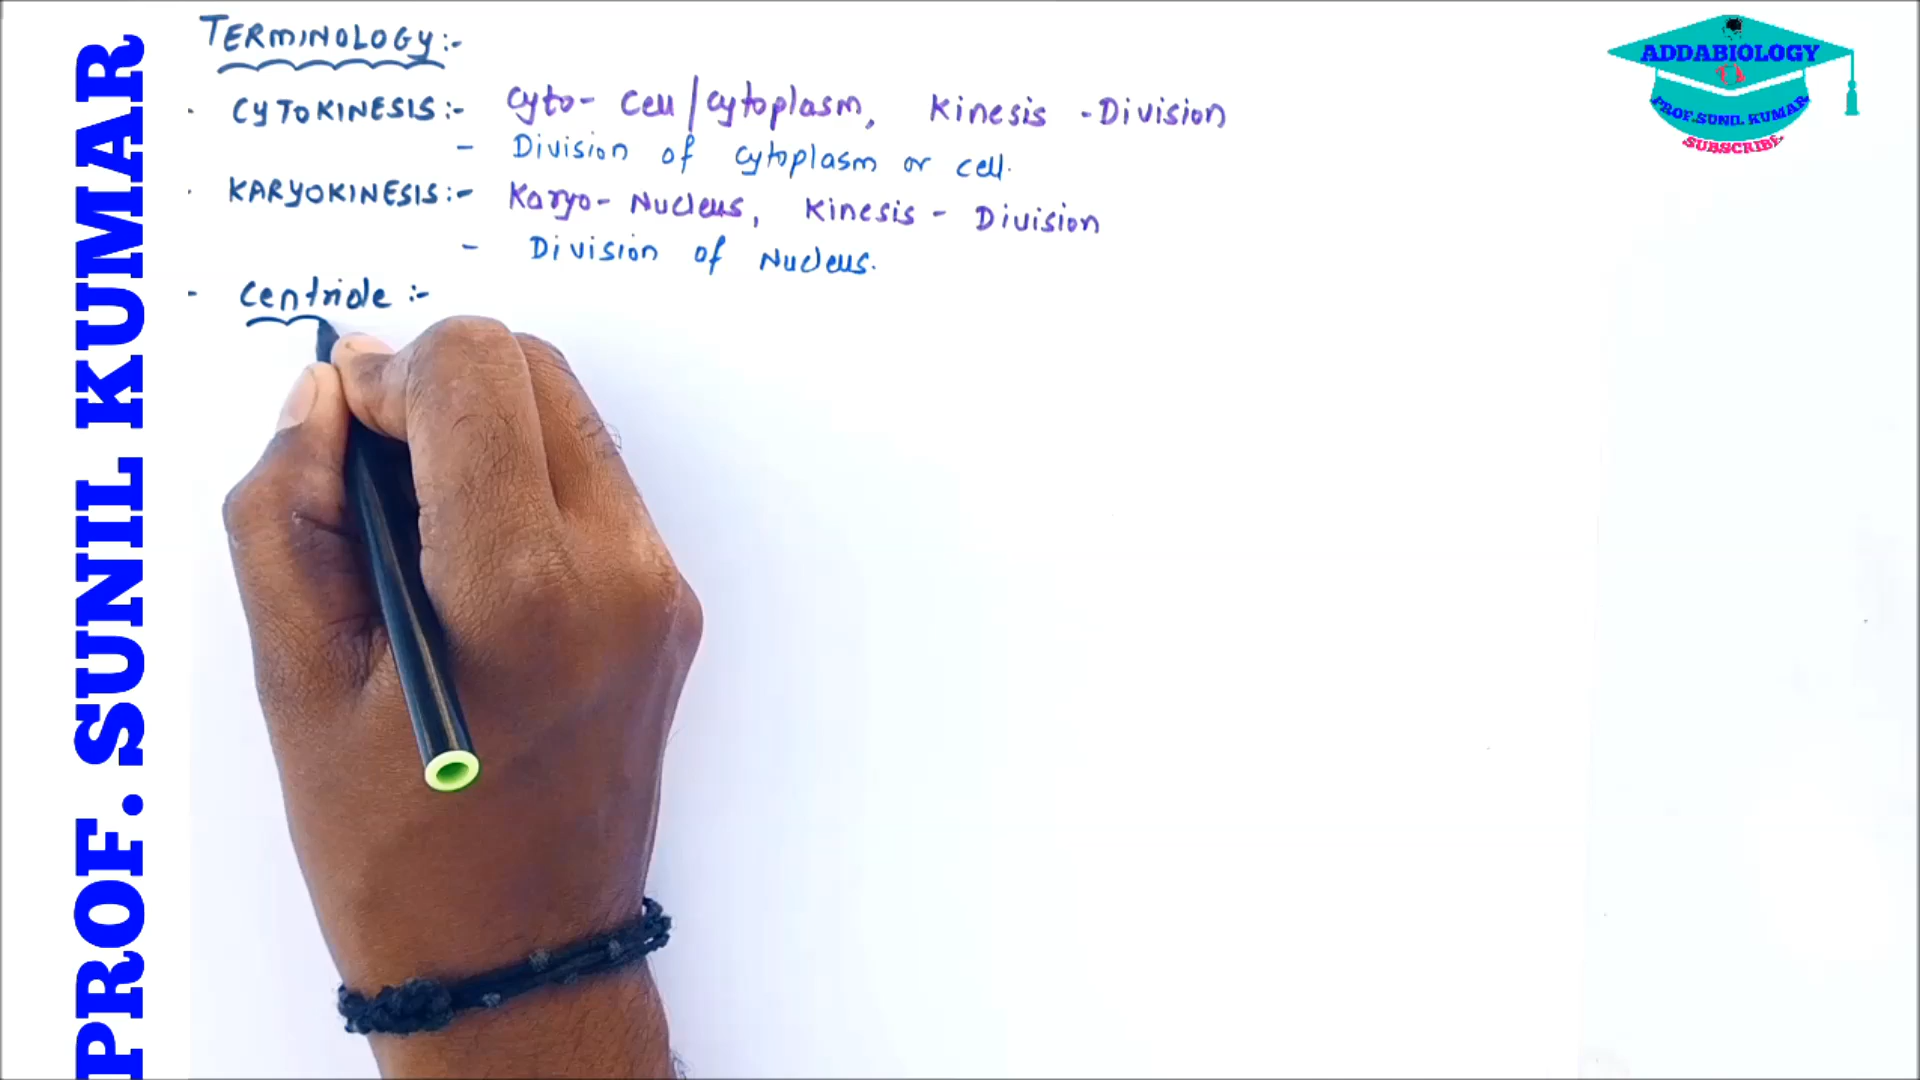 PROF. SUNIL KUMAR
TERMINOLOGY:-
· CYTOKINESIS:- Cyto- Cell/cytoplasm, Kinesis -Division
- Division of cytoplasm or cell.
· KARYOKINESIS:- Karyo- Nucleus, Kinesis - Division
- Division of Nucleus.
- Centriole :-
ADDABIOLOGY
PROF.SUNIL KUMAR
SUBSCRIBE.